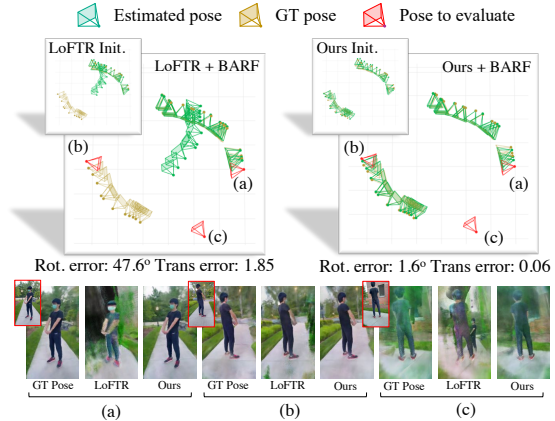 Estimated pose GT pose Pose to evaluate
LoFTR Init.
LoFTR + BARF
(b)
(a)
(c)
Rot. error: 47.6° Trans error: 1.85
Ours Init.
Ours + BARF
(b)
(a)
(c)
Rot. error: 1.6° Trans error: 0.06
GT Pose LoFTR Ours GT Pose LoFTR Ours GT Pose LoFTR Ours
(a) (b) (c)